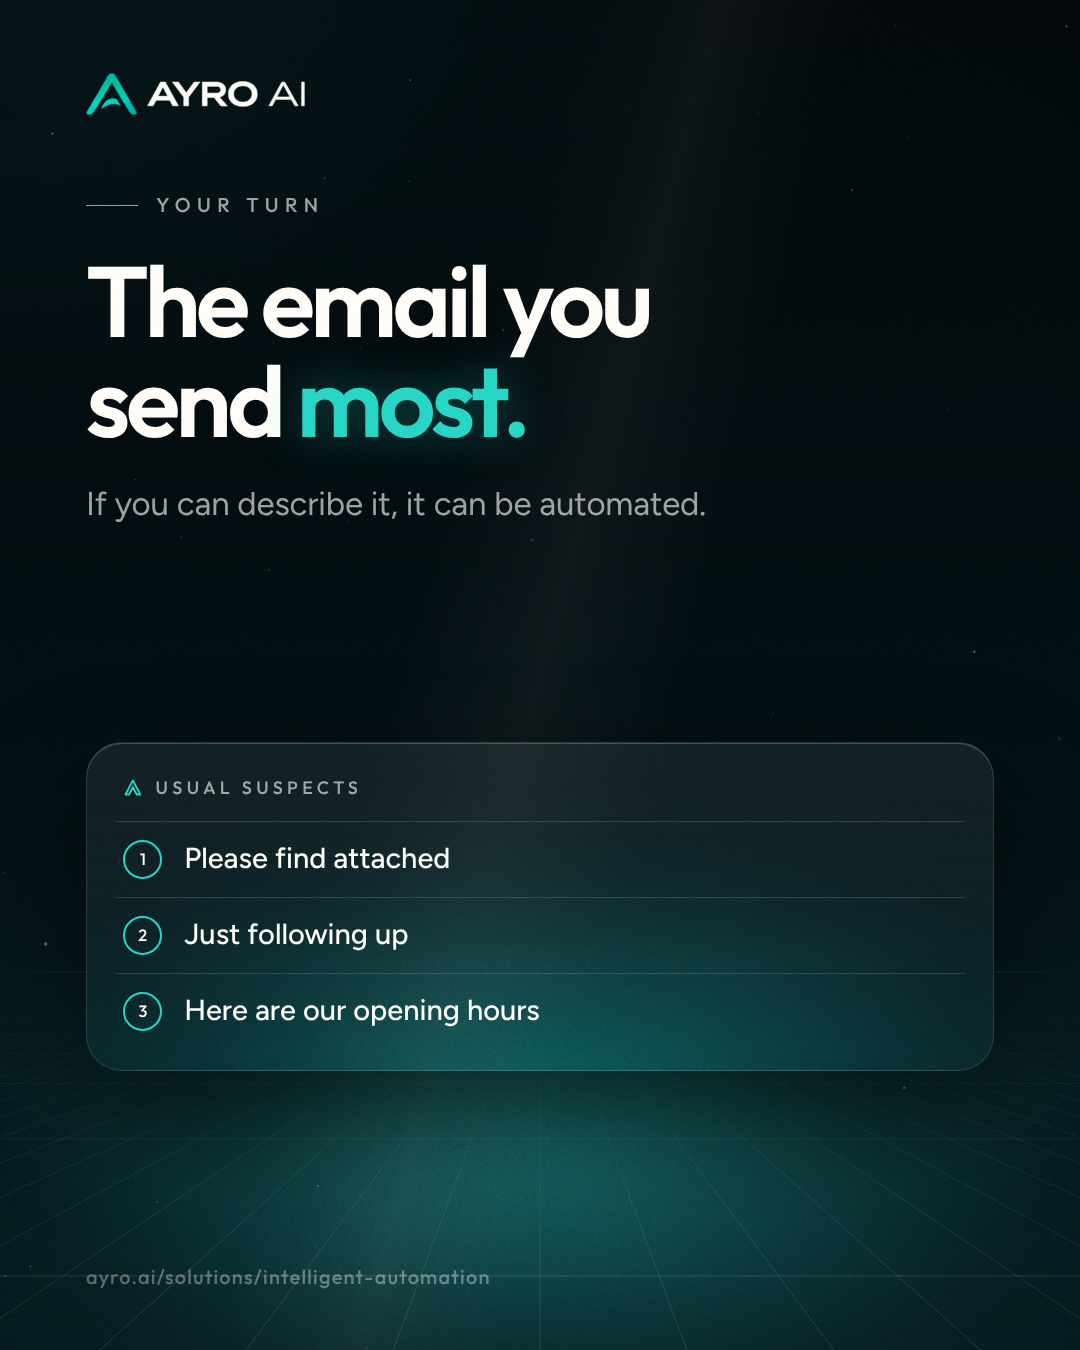 AYRO AI
YOUR TURN
The email you
send most.
If you can describe it, it can be automated.
USUAL SUSPECTS
1 Please find attached
2 Just following up
3 Here are our opening hours
ayro.ai/solutions/intelligent-automation